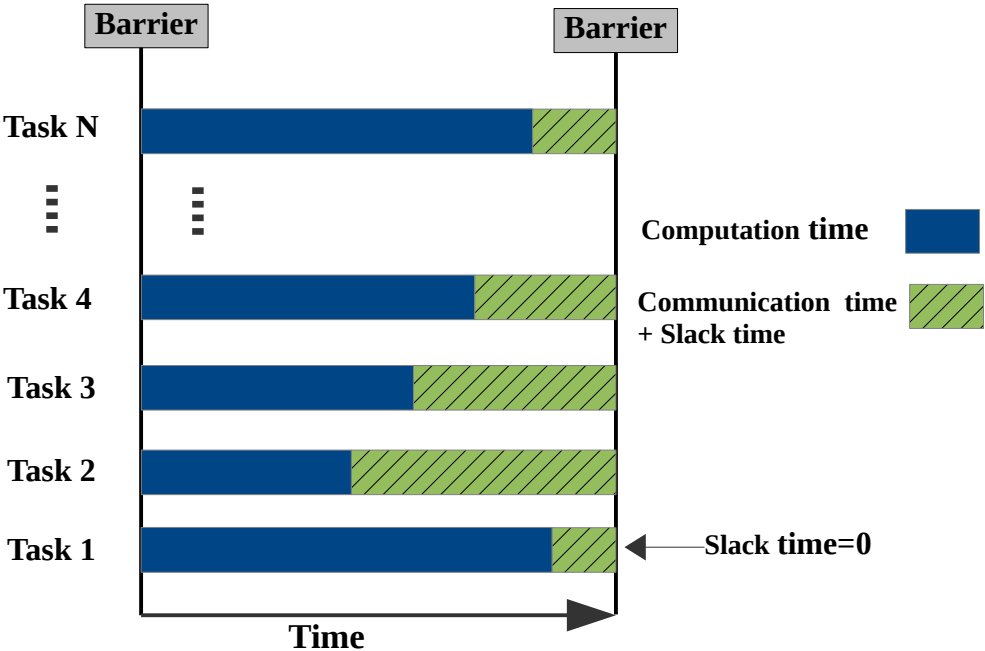 Barrier
Barrier
Task N
Computation time
Task 4
Communication time
+ Slack time
Task 3
Task 2
Task 1
Slack time=0
Time